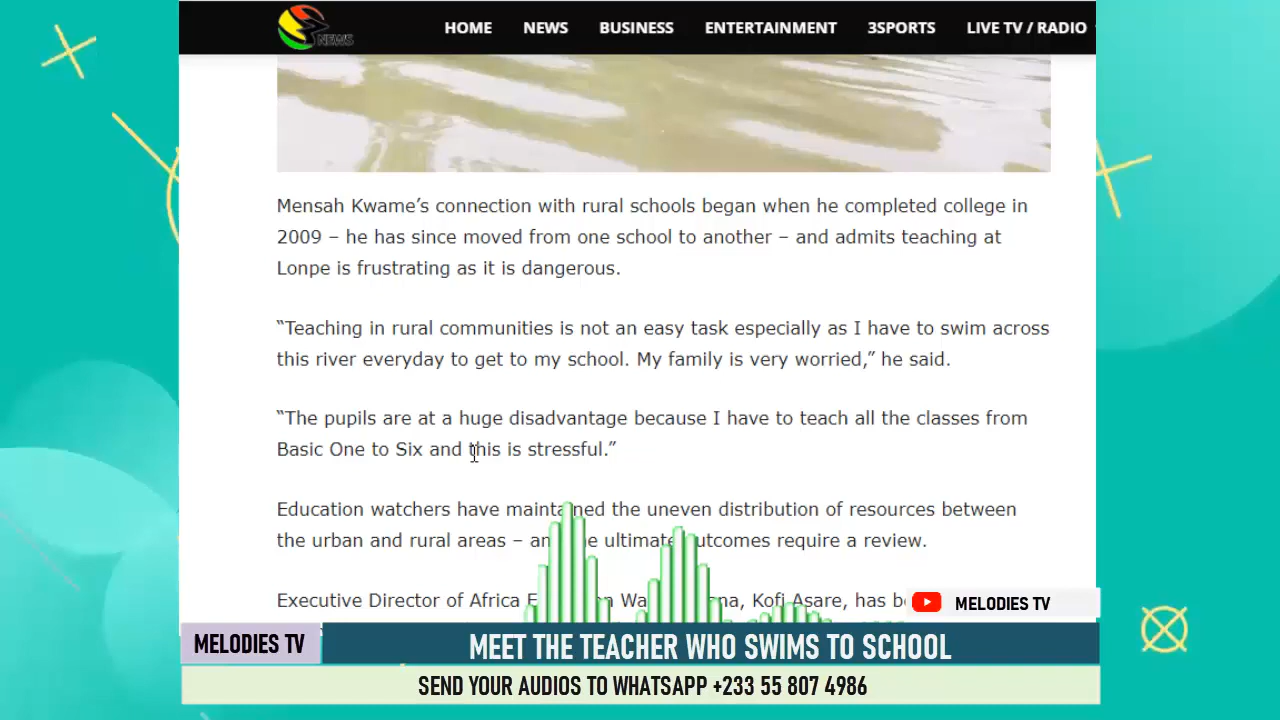 NEWS
HOME NEWS BUSINESS ENTERTAINMENT 3SPORTS LIVE TV / RADIO
Mensah Kwame’s connection with rural schools began when he completed college in
2009 – he has since moved from one school to another – and admits teaching at
Lonpe is frustrating as it is dangerous.
“Teaching in rural communities is not an easy task especially as I have to swim across
this river everyday to get to my school. My family is very worried,” he said.
“The pupils are at a huge disadvantage because I have to teach all the classes from
Basic One to Six and this is stressful.”
Education watchers have maintained the uneven distribution of resources between
the urban and rural areas – and the ultimate outcomes require a review.
Executive Director of Africa Kofi Asare, has
MELODIES TV
MELODIES TV
MEET THE TEACHER WHO SWIMS TO SCHOOL
SEND YOUR AUDIOS TO WHATSAPP +233 55 807 4986